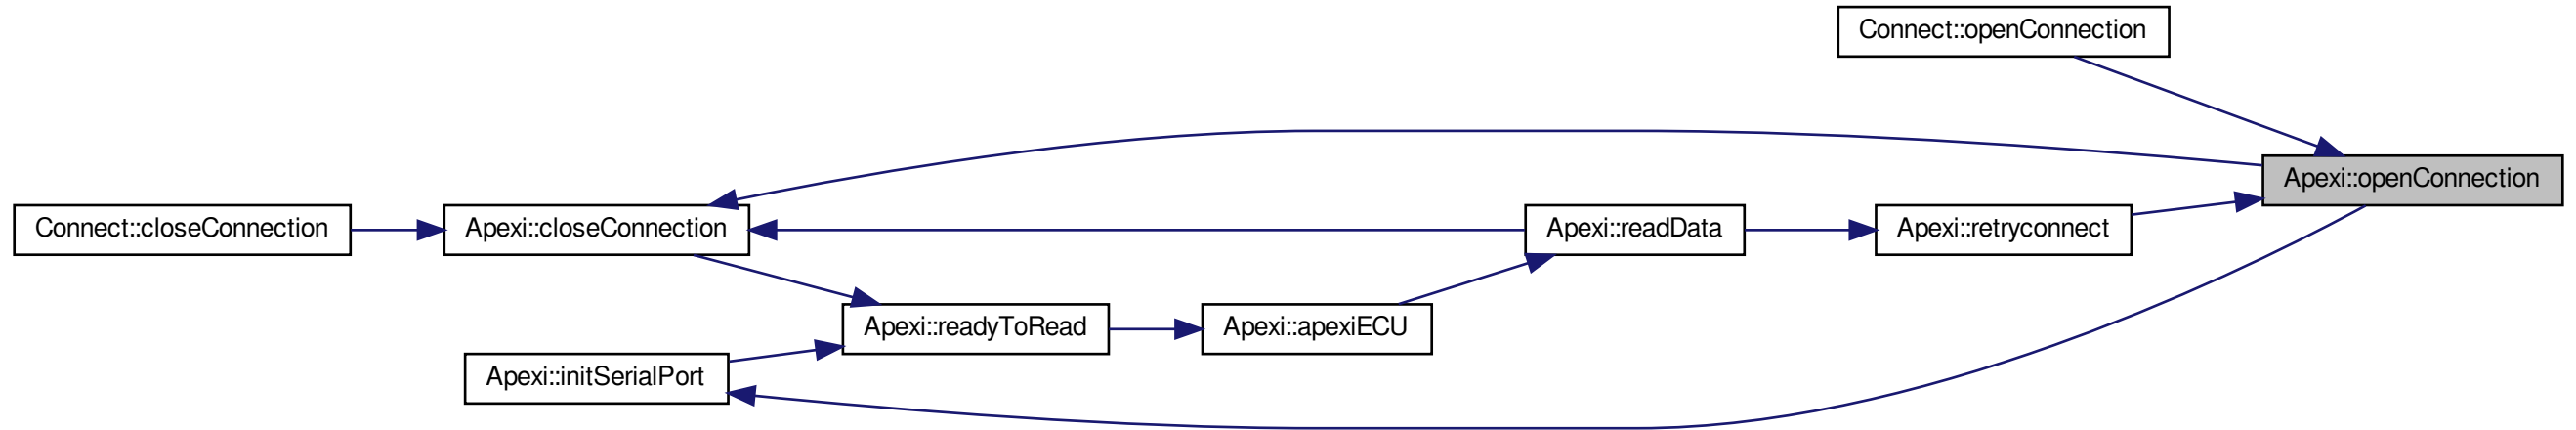 Connect::openConnection
Apexi::openConnection
Connect::closeConnection
Apexi::closeConnection
Apexi::readData
Apexi::retryconnect
Apexi::readyToRead
Apexi::apexiECU
Apexi::initSerialPort